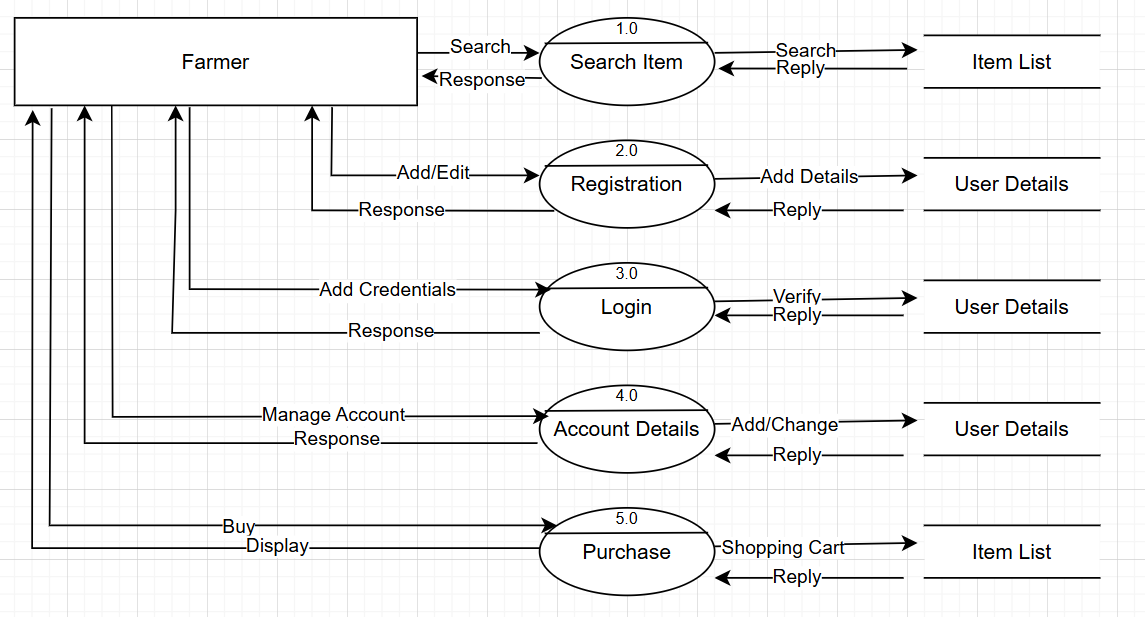 Farmer
Search
Response
1.0
Search Item
Search
Reply
Item List
Add/Edit
Response
2.0
Registration
Add Details
Reply
User Details
Add Credentials
Response
3.0
Login
Verify
Reply
User Details
Manage Account
Response
4.0
Account Details
Add/Change
Reply
User Details
Buy
Display
5.0
Purchase
Shopping Cart
Reply
Item List